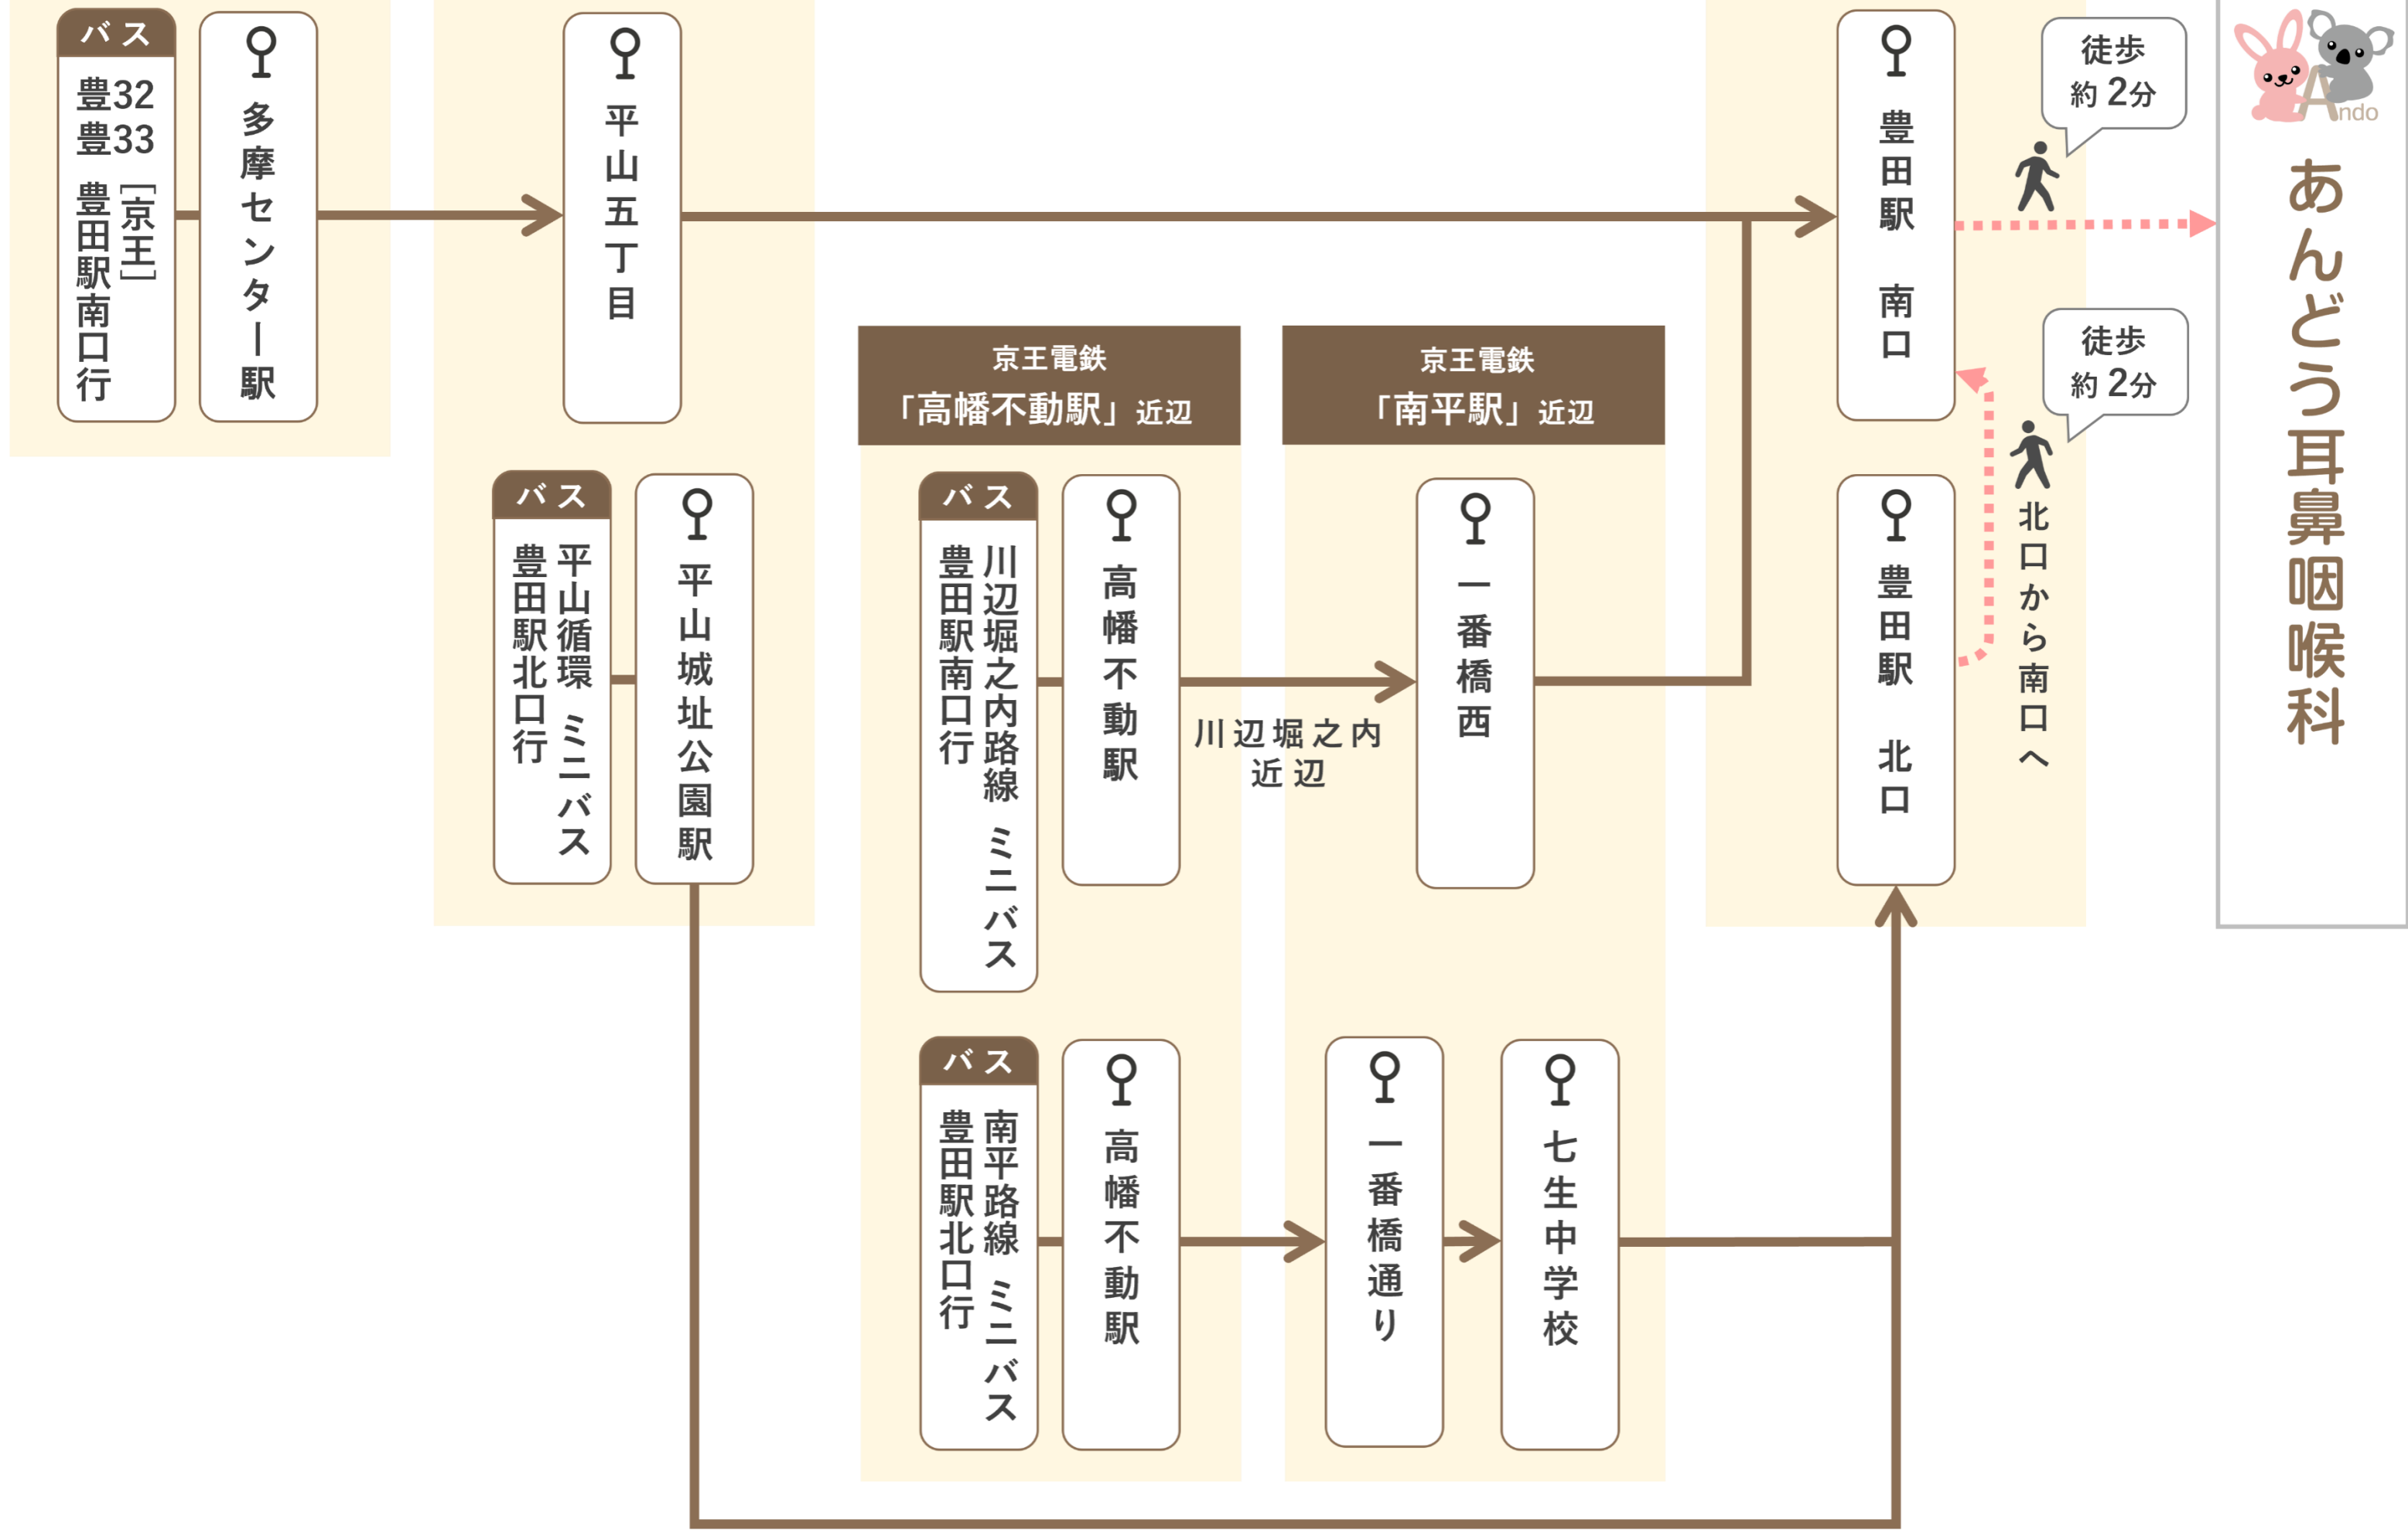 バス
豊32
豊33
［京王］
豊田駅南口行
多摩センター駅
平山五丁目
豊田駅 南口
徒歩
約2分
Ando
あんどう耳鼻咽喉科
バス
平山循環 ミニバス
豊田駅北口行
平山城址公園駅
京王電鉄
「高幡不動駅」近辺
バス
川辺堀之内路線 ミニバス
豊田駅南口行
高幡不動駅
川辺堀之内
近辺
京王電鉄
「南平駅」近辺
一番橋西
豊田駅 北口
徒歩
約2分
北口から南口へ
バス
南平路線 ミニバス
豊田駅北口行
高幡不動駅
一番橋通り
七生中学校